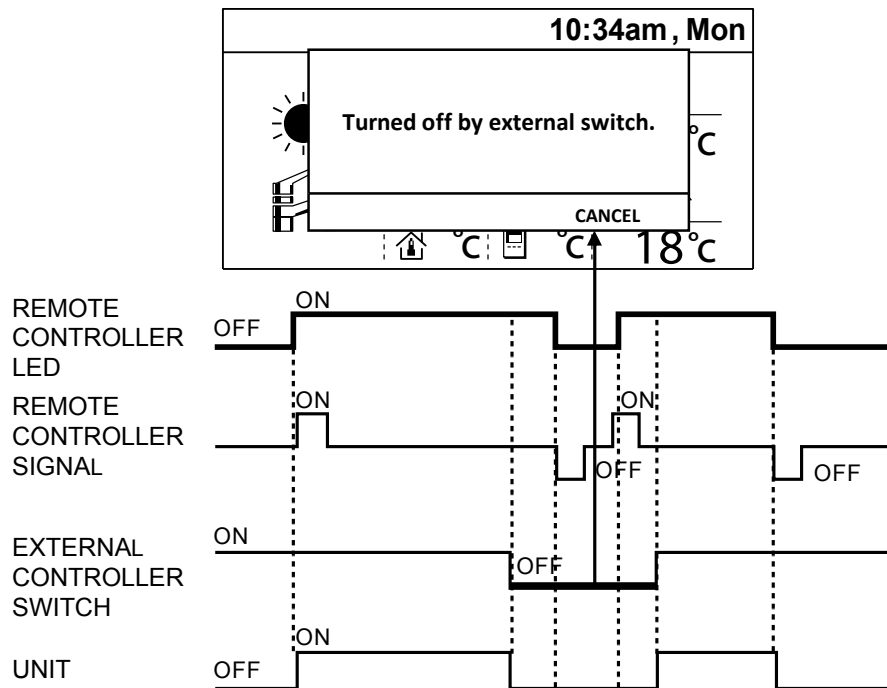 10:34am , Mon
Turned off by external switch.
°C
CANCEL
°C °C 18°C
REMOTE
CONTROLLER
LED
OFF
ON
REMOTE
CONTROLLER
SIGNAL
ON
ON
OFF
OFF
EXTERNAL
CONTROLLER
SWITCH
ON
OFF
UNIT
OFF
ON